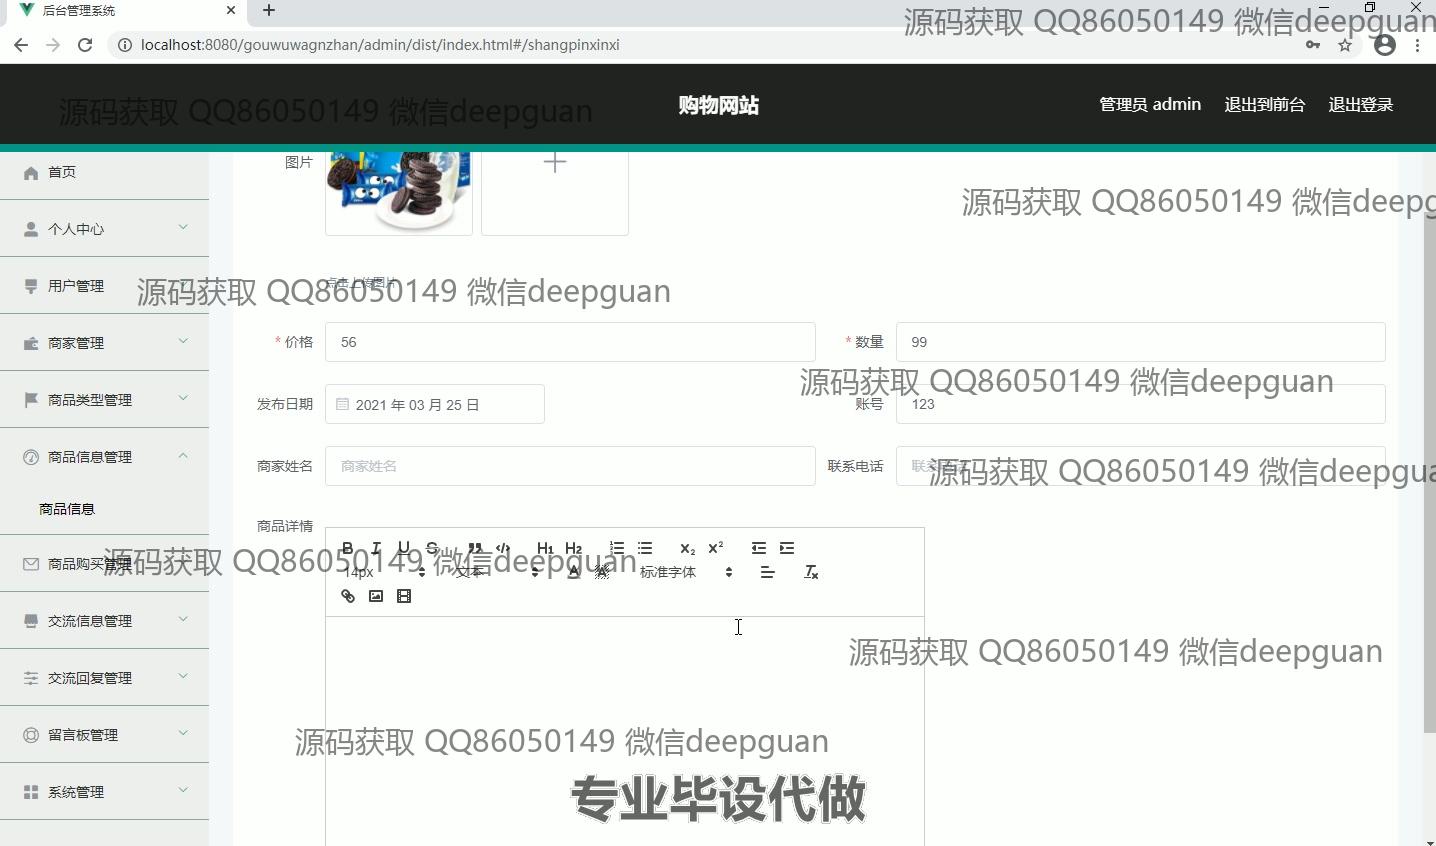 后台管理系统
localhost:8080/gouwuwagnzhan/admin/dist/index.html#/shangpinxinxi
源码获取 QQ86050149 微信deepguan
源码获取 QQ86050149 微信deepguan
购物网站
管理员 admin 退出到前台 退出登录
首页
图片
源码获取 QQ86050149 微信deepg
个人中心
用户管理
点击上传图片
源码获取 QQ86050149 微信deepguan
商家管理
* 价格 56
* 数量 99
源码获取 QQ86050149 微信deepguan
商品类型管理
发布日期 2021 年 03 月 25 日
账号 123
商品信息管理
商家姓名 商家姓名
联系电话 联系电话
源码获取 QQ86050149 微信deepgua
商品信息
商品详情
B I U S H1 H2 X2 X2
商品购买管理
源码获取 QQ86050149 微信deepguan
14px 文本 A 标准字体
交流信息管理
源码获取 QQ86050149 微信deepguan
交流回复管理
留言板管理
源码获取 QQ86050149 微信deepguan
系统管理
专业毕设代做